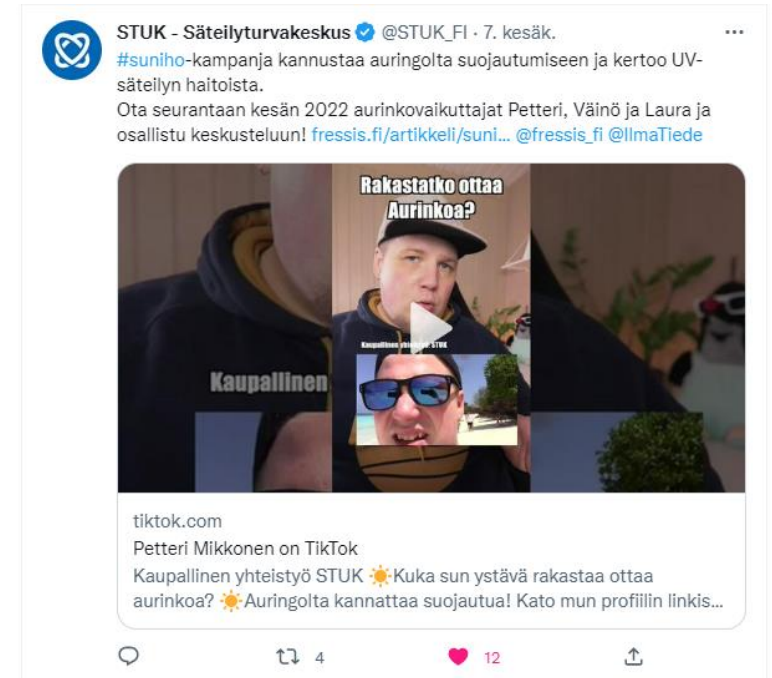 STUK - Säteilyturvakeskus @STUK_FI · 7. kesäk.
#suniho-kampanja kannustaa auringolta suojautumiseen ja kertoo UV-
säteilyn haitoista.
Ota seurantaan kesän 2022 aurinkovaikuttajat Petteri, Väinö ja Laura ja
osallistu keskusteluun! fressis.fi/artikkeli/suni... @fressis_fi @IlmaTiede
Rakastatko ottaa
Aurinkoa?
Kaupallinen yhteistyö STUK
Kaupallinen
tiktok.com
Petteri Mikkonen on TikTok
Kaupallinen yhteistyö STUK ☀️Kuka sun ystävä rakastaa ottaa
aurinkoa? ☀️Auringolta kannattaa suojautua! Kato mun profiilin linkis...
4
12